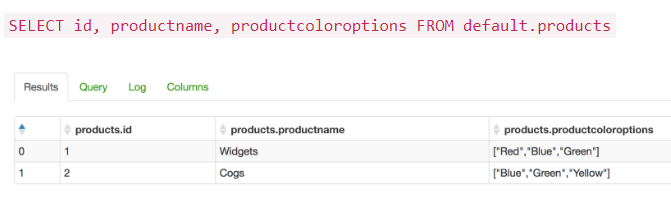 SELECT id, productname, productcoloroptions FROM default.products
Results Query Log Columns
products.id products.productname products.productcoloroptions
0 1 Widgets ["Red","Blue","Green"]
1 2 Cogs ["Blue","Green","Yellow"]